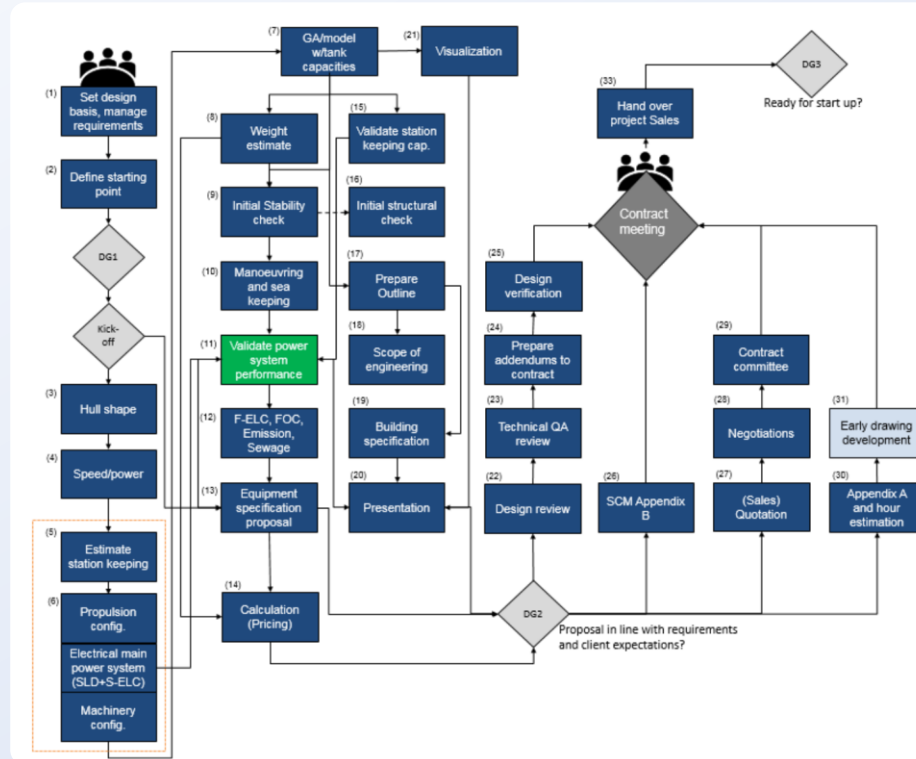 (1)
Set design
basis, manage
requirements
(2)
Define starting
point
DG1
Kick-
off
(3)
Hull shape
(4)
Speed/power
(5)
Estimate
station keeping
(6)
Propulsion
config.
Electrical main
power system
(SLD+S-ELC)
Machinery
config.
(7)
GA/model
w/tank
capacities
(8)
Weight
estimate
(9)
Initial Stability
check
(10)
Manoeuvring
and sea
keeping
(11)
Validate power
system
performance
(12)
F-ELC, FOC,
Emission,
Sewage
(13)
Equipment
specification
proposal
(14)
Calculation
(Pricing)
(15)
Validate station
keeping cap.
(16)
Initial structural
check
(17)
Prepare
Outline
(18)
Scope of
engineering
(19)
Building
specification
(20)
Presentation
(21)
Visualization
(22)
Design review
(23)
Technical QA
review
(24)
Prepare
addendums to
contract
(25)
Design
verification
DG2
Proposal in line with requirements
and client expectations?
(26)
SCM Appendix
B
(27)
(Sales)
Quotation
(28)
Negotiations
(29)
Contract
committee
(30)
Appendix A
and hour
estimation
(31)
Early drawing
development
Contract
meeting
(33)
Hand over
project Sales
DG3
Ready for start up?